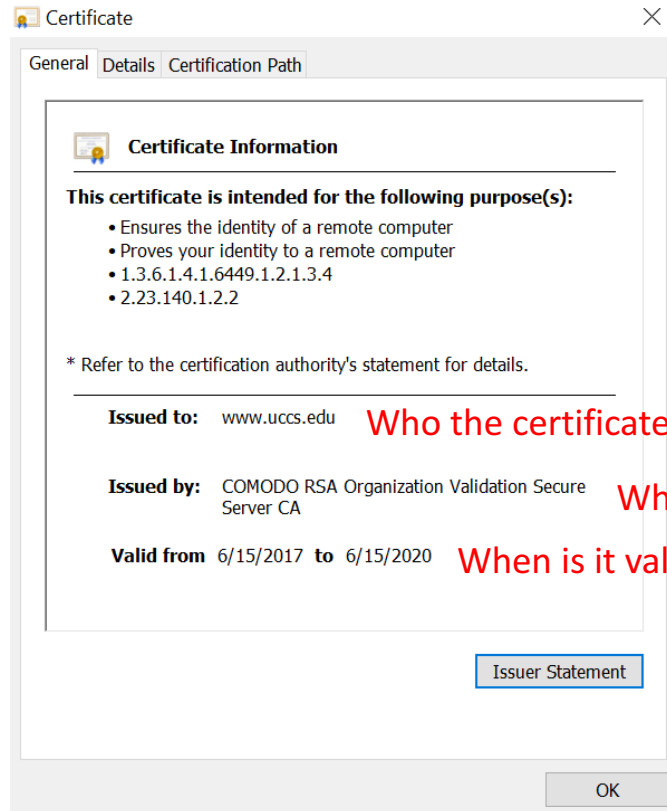 Certificate
General Details Certification Path
Certificate Information
This certificate is intended for the following purpose(s):
• Ensures the identity of a remote computer
• Proves your identity to a remote computer
• 1.3.6.1.4.1.6449.1.2.1.3.4
• 2.23.140.1.2.2
* Refer to the certification authority's statement for details.
Issued to: www.uccs.edu Who the certificate
Issued by: COMODO RSA Organization Validation Secure
Server CA
Valid from 6/15/2017 to 6/15/2020 When is it
Issuer Statement
OK